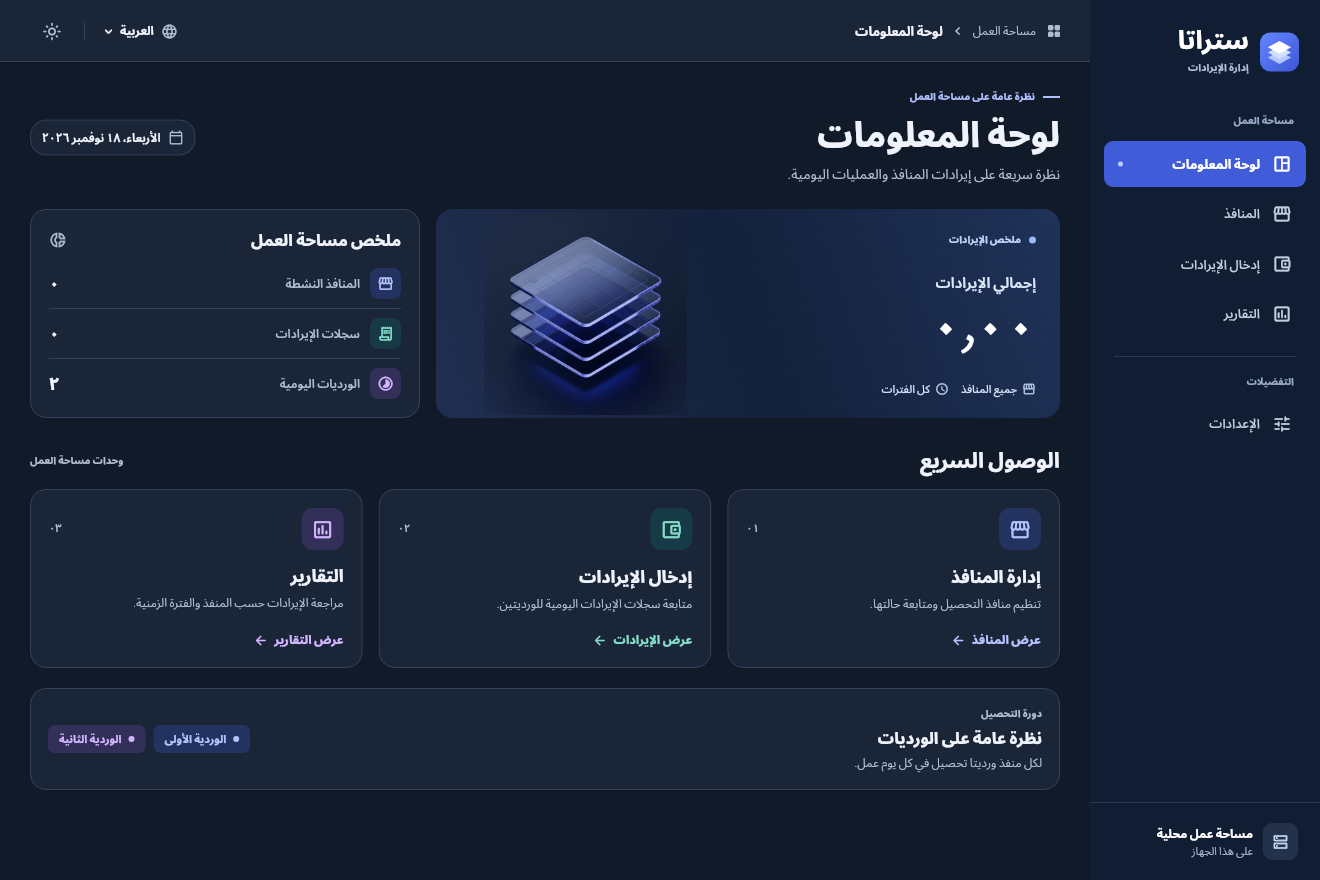 ستراتا
إدارة الإيرادات
مساحة العمل
لوحة المعلومات
المنافذ
إدخال الإيرادات
التقارير
التفضيلات
الإعدادات
مساحة عمل محلية
على هذا الجهاز
مساحة العمل
لوحة المعلومات
العربية
نظرة عامة على مساحة العمل
لوحة المعلومات
نظرة سريعة على إيرادات المنافذ والعمليات اليومية.
الأربعاء، ١٨ نوفمبر ٢٠٢٦
ملخص الإيرادات
إجمالي الإيرادات
٠٫٠٠
جميع المنافذ
كل الفترات
ملخص مساحة العمل
المنافذ النشطة ٠
سجلات الإيرادات ٠
الورديات اليومية ٢
الوصول السريع
وحدات مساحة العمل
٠١
إدارة المنافذ
تنظيم منافذ التحصيل ومتابعة حالتها.
عرض المنافذ
٠٢
إدخال الإيرادات
متابعة سجلات الإيرادات اليومية للورديتين.
عرض الإيرادات
٠٣
التقارير
مراجعة الإيرادات حسب المنفذ والفترة الزمنية.
عرض التقارير
دورة التحصيل
نظرة عامة على الورديات
لكل منفذ ورديتا تحصيل في كل يوم عمل.
الوردية الأولى
الوردية الثانية